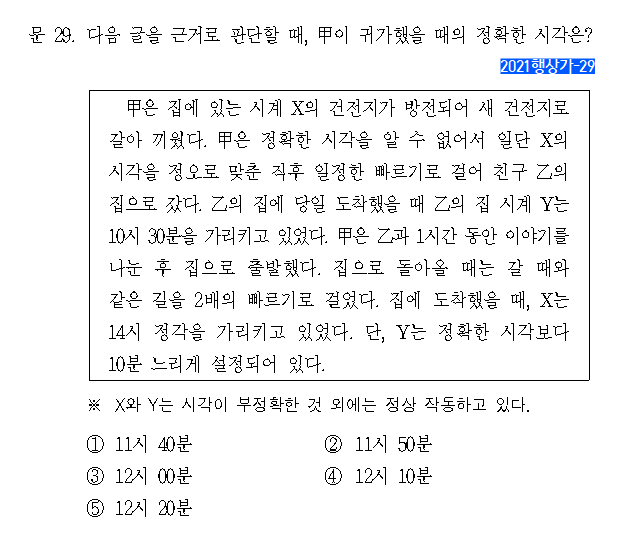 문 29. 다음 글을 근거로 판단할 때, 甲이 귀가했을 때의 정확한 시각은?
2021행상가-29
甲은 집에 있는 시계 X의 건전지가 방전되어 새 건전지로
갈아 끼웠다. 甲은 정확한 시각을 알 수 없어서 일단 X의
시각을 정오로 맞춘 직후 일정한 빠르기로 걸어 친구 乙의
집으로 갔다. 乙의 집에 당일 도착했을 때 乙의 집 시계 Y는
10시 30분을 가리키고 있었다. 甲은 乙과 1시간 동안 이야기를
나눈 후 집으로 출발했다. 집으로 돌아올 때는 갈 때와
같은 길을 2배의 빠르기로 걸었다. 집에 도착했을 때, X는
14시 정각을 가리키고 있었다. 단, Y는 정확한 시각보다
10분 느리게 설정되어 있다.
※ X와 Y는 시각이 부정확한 것 외에는 정상 작동하고 있다.
① 11시 40분 ② 11시 50분
③ 12시 00분 ④ 12시 10분
⑤ 12시 20분